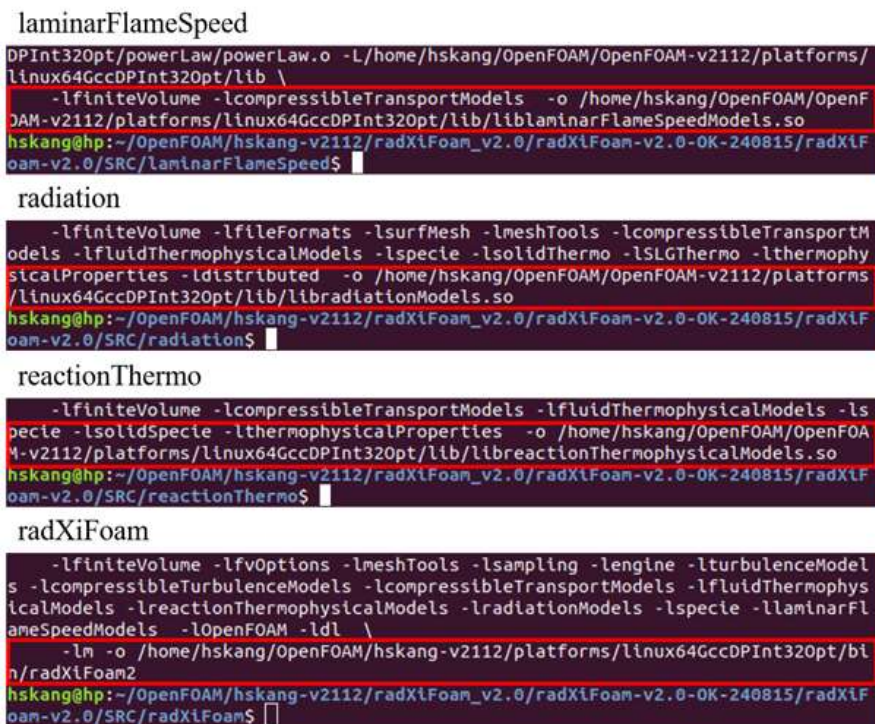 laminarFlameSpeed
DPInt32Opt/powerLaw/powerLaw.o -L/home/hskang/OpenFOAM/OpenFOAM-v2112/platforms/
linux64GccDPInt32Opt/lib \
-lfiniteVolume -lcompressibleTransportModels  -o /home/hskang/OpenFOAM/OpenF
OAM-v2112/platforms/linux64GccDPInt32Opt/lib/liblaminarFlameSpeedModels.so
hskang@hp:~/OpenFOAM/hskang-v2112/radXiFoam_v2.0/radXiFoam-v2.0-OK-240815/radXiF
oam-v2.0/SRC/laminarFlameSpeed$
radiation
-lfiniteVolume -lfileFormats -lsurfMesh -lmeshTools -lcompressibleTransportM
odels -lfluidThermophysicalModels -lspecie -lsolidThermo -lSLGThermo -lthermophy
sicalProperties -ldistributed  -o /home/hskang/OpenFOAM/OpenFOAM-v2112/platforms
/linux64GccDPInt32Opt/lib/libradiationModels.so
hskang@hp:~/OpenFOAM/hskang-v2112/radXiFoam_v2.0/radXiFoam-v2.0-OK-240815/radXiF
oam-v2.0/SRC/radiation$
reactionThermo
-lfiniteVolume -lcompressibleTransportModels -lfluidThermophysicalModels -ls
pecie -lsolidSpecie -lthermophysicalProperties  -o /home/hskang/OpenFOAM/OpenFOA
M-v2112/platforms/linux64GccDPInt32Opt/lib/libreactionThermophysicalModels.so
hskang@hp:~/OpenFOAM/hskang-v2112/radXiFoam_v2.0/radXiFoam-v2.0-OK-240815/radXiF
oam-v2.0/SRC/reactionThermo$
radXiFoam
-lfiniteVolume -lfvOptions -lmeshTools -lsampling -lengine -lturbulenceModel
s -lcompressibleTurbulenceModels -lcompressibleTransportModels -lfluidThermophys
icalModels -lreactionThermophysicalModels -lradiationModels -lspecie -llaminarFl
ameSpeedModels  -lOpenFOAM -ldl  \
-lm -o /home/hskang/OpenFOAM/hskang-v2112/platforms/linux64GccDPInt32Opt/bi
n/radXiFoam2
hskang@hp:~/OpenFOAM/hskang-v2112/radXiFoam_v2.0/radXiFoam-v2.0-OK-240815/radXiF
oam-v2.0/SRC/radXiFoam$